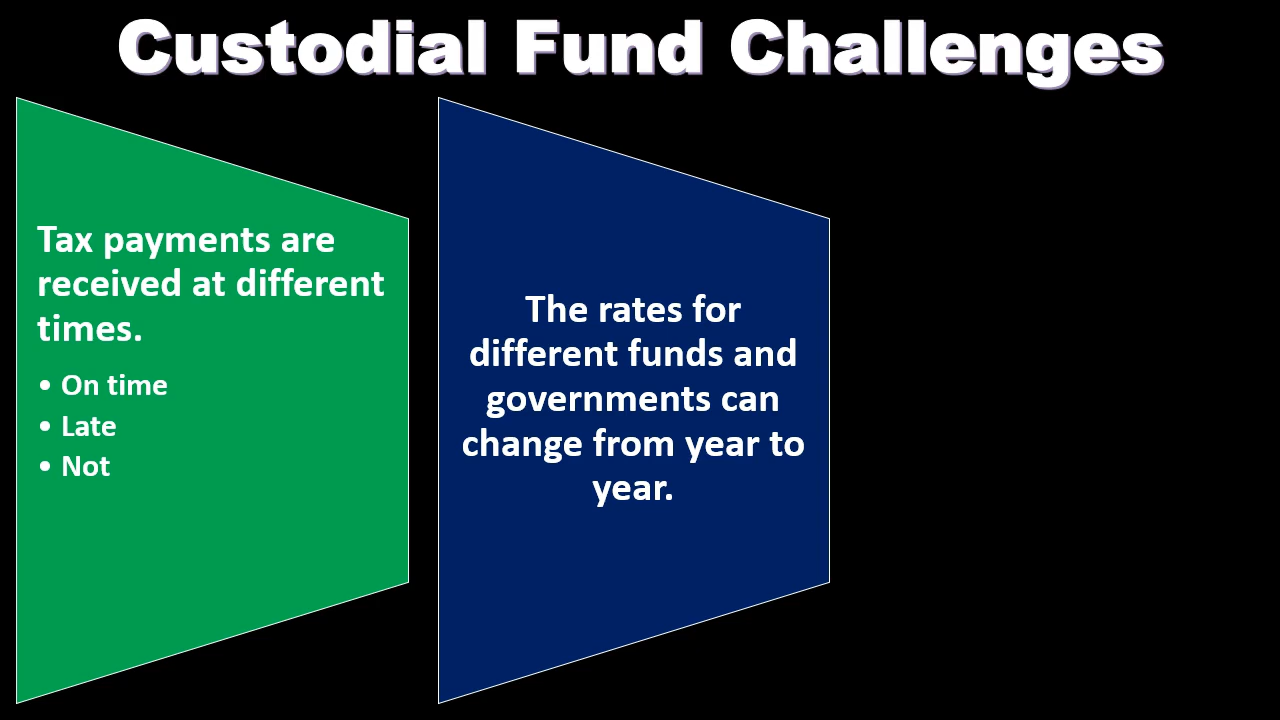 Custodial Fund Challenges
Tax payments are
received at different
times.
• On time
• Late
• Not
The rates for
different funds and
governments can
change from year to
year.